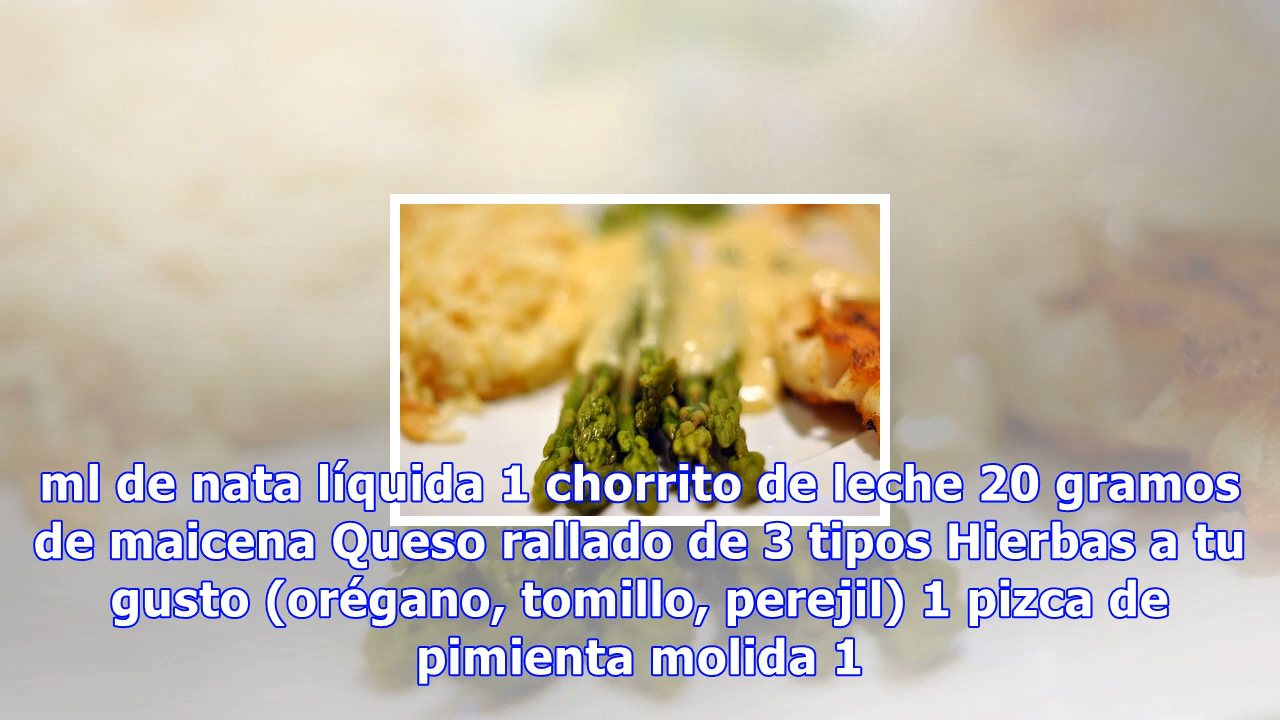 ml de nata líquida 1 chorrito de leche 20 gramos
de maicena Queso rallado de 3 tipos Hierbas a tu
gusto (orégano, tomillo, perejil) 1 pizca de
pimienta molida 1